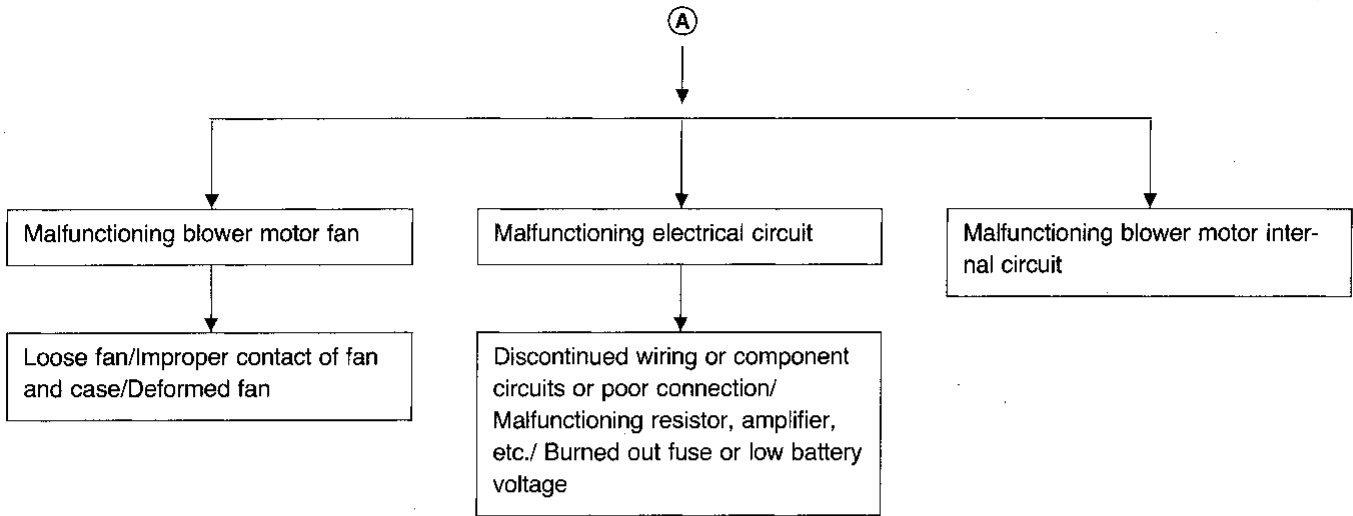 A
Malfunctioning blower motor fan
Malfunctioning electrical circuit
Malfunctioning blower motor inter-
nal circuit
Loose fan/Improper contact of fan
and case/Deformed fan
Discontinued wiring or component
circuits or poor connection/
Malfunctioning resistor, amplifier,
etc./ Burned out fuse or low battery
voltage